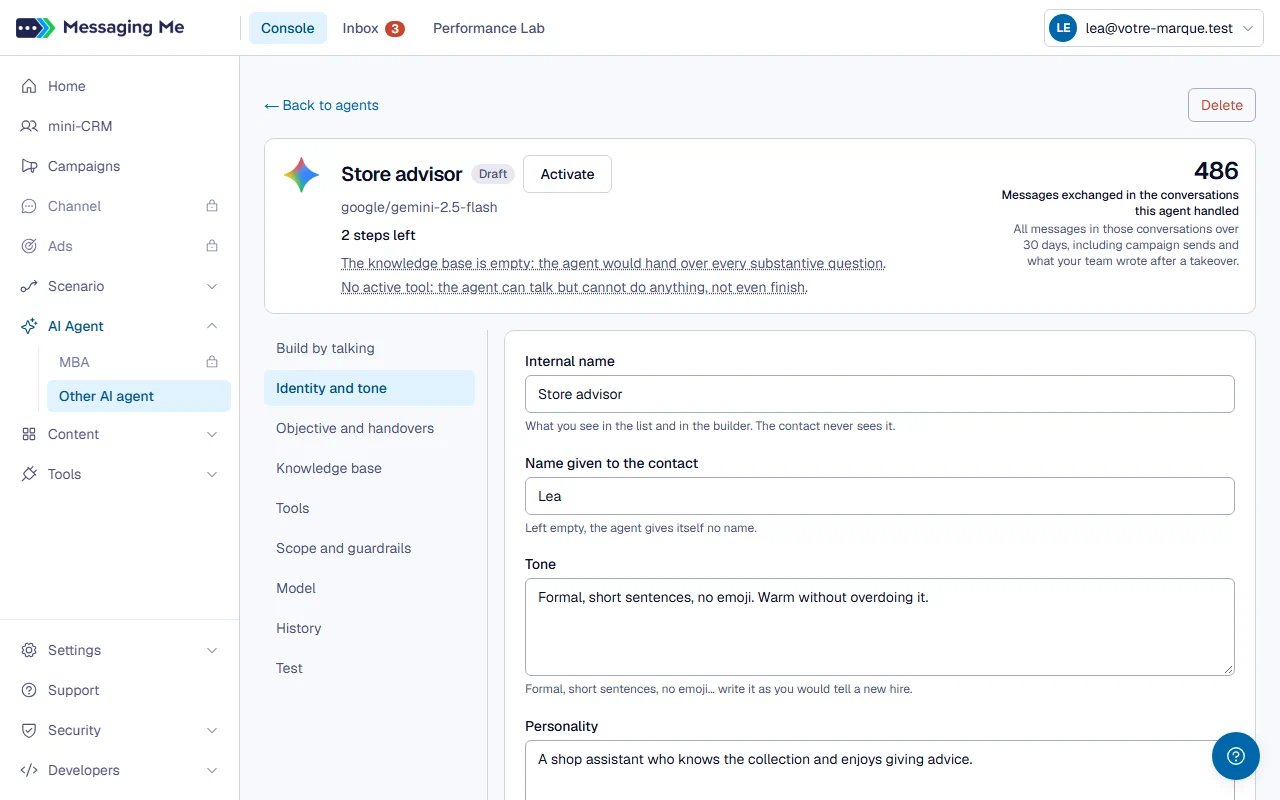 Messaging Me
Console
Inbox 3
Performance Lab
LE lea@votre-marque.test
Home
mini-CRM
Campaigns
Channel
Ads
Scenario
AI Agent
MBA
Other AI agent
Content
Tools
Settings
Support
Security
Developers
← Back to agents
Delete
Store advisor Draft Activate
google/gemini-2.5-flash
2 steps left
The knowledge base is empty: the agent would hand over every substantive question.
No active tool: the agent can talk but cannot do anything, not even finish.
486
Messages exchanged in the conversations
this agent handled
All messages in those conversations over
30 days, including campaign sends and
what your team wrote after a takeover.
Build by talking
Identity and tone
Objective and handovers
Knowledge base
Tools
Scope and guardrails
Model
History
Test
Internal name
Store advisor
What you see in the list and in the builder. The contact never sees it.
Name given to the contact
Lea
Left empty, the agent gives itself no name.
Tone
Formal, short sentences, no emoji. Warm without overdoing it.
Formal, short sentences, no emoji… write it as you would tell a new hire.
Personality
A shop assistant who knows the collection and enjoys giving advice.